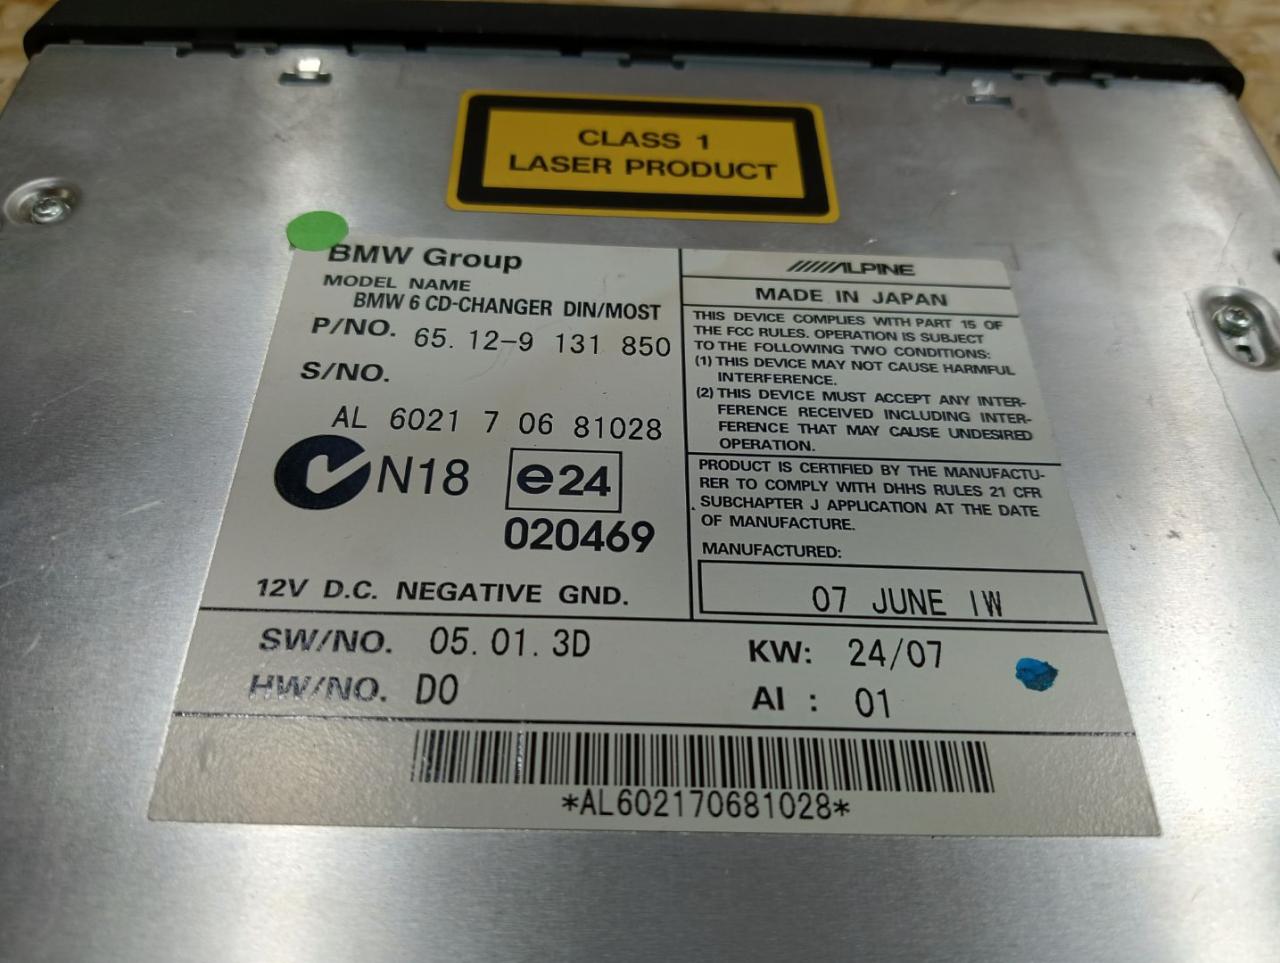 CLASS 1
LASER PRODUCT
BMW Group
MODEL NAME
BMW 6 CD-CHANGER DIN/MOST
P/NO. 65. 12-9 131 850
S/NO.
AL 6021 7 06 81028
N18 e24
020469
12V D.C. NEGATIVE GND.
ALPINE
MADE IN JAPAN
THIS DEVICE COMPLIES WITH PART 15 OF
THE FCC RULES. OPERATION IS SUBJECT
TO THE FOLLOWING TWO CONDITIONS:
(1) THIS DEVICE MAY NOT CAUSE HARMFUL
INTERFERENCE.
(2) THIS DEVICE MUST ACCEPT ANY INTER-
FERENCE RECEIVED INCLUDING INTER-
FERENCE THAT MAY CAUSE UNDESIRED
OPERATION.
PRODUCT IS CERTIFIED BY THE MANUFACTU-
RER TO COMPLY WITH DHHS RULES 21 CFR
SUBCHAPTER J APPLICATION AT THE DATE
OF MANUFACTURE.
MANUFACTURED:
07 JUNE IW
SW/NO. 05. 01. 3D
KW: 24/07
HW/NO. D0
AI : 01
*AL602170681028*